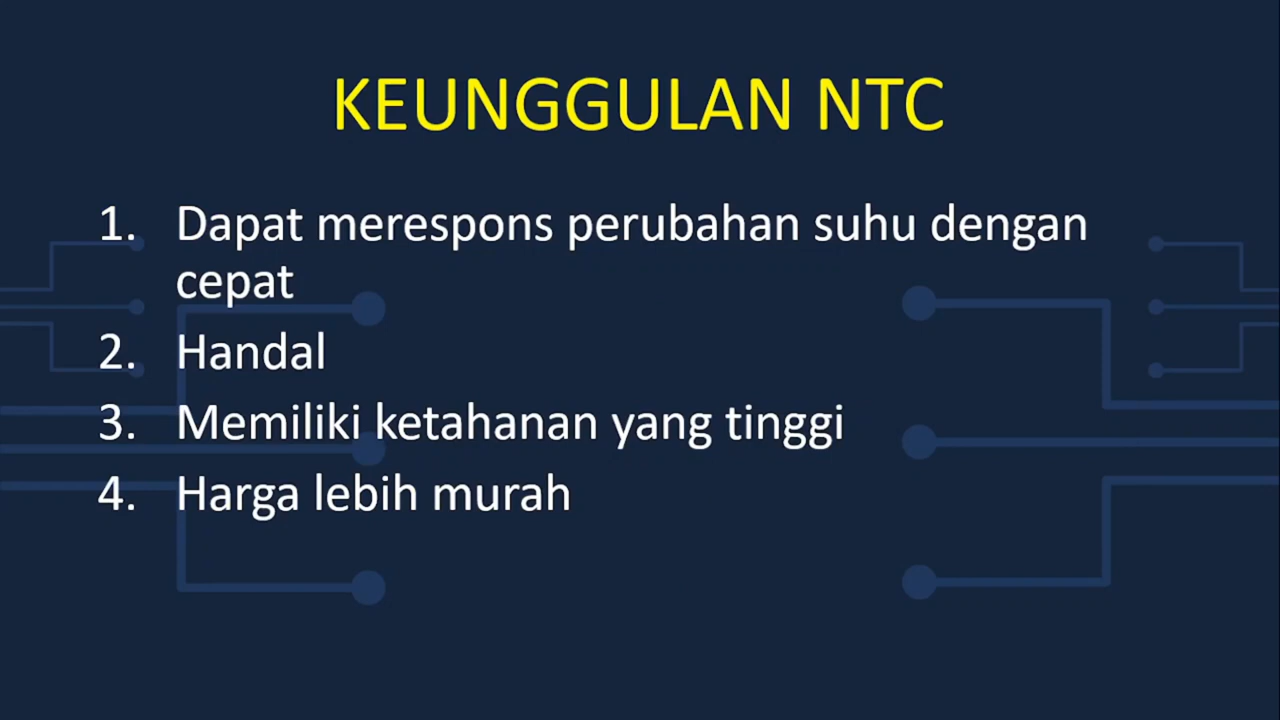 KEUNGGULAN NTC
1. Dapat merespons perubahan suhu dengan
cepat
2. Handal
3. Memiliki ketahanan yang tinggi
4. Harga lebih murah